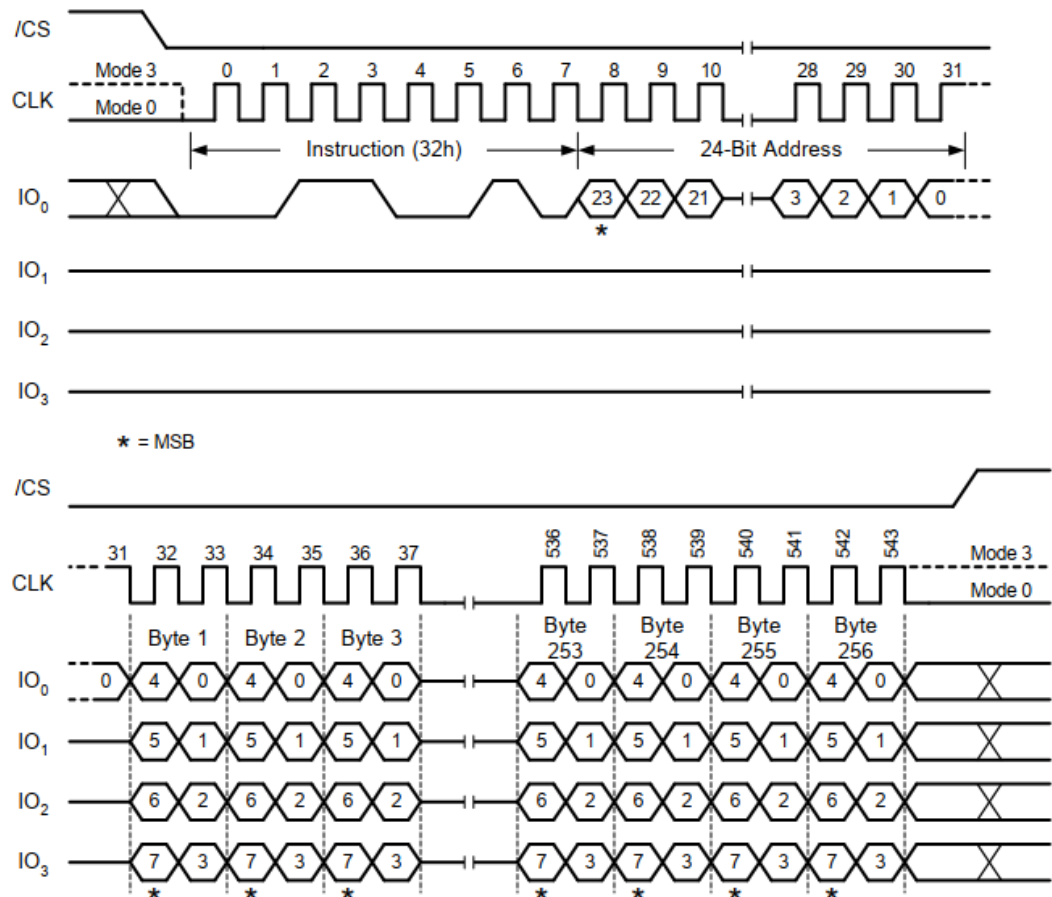 /CS
Mode 3 0 1 2 3 4 5 6 7 8 9 10 28 29 30 31
CLK
Mode 0
Instruction (32h) 24-Bit Address
IO0 23 22 21 3 2 1 0
*
IO1
IO2
IO3
* = MSB
/CS
31 32 33 34 35 36 37 536 537 538 539 540 541 542 543 Mode 3
CLK
Mode 0
Byte 1 Byte 2 Byte 3 Byte 253 Byte 254 Byte 255 Byte 256
IO0 0 4 0 4 0 4 0 4 0 4 0 4 0 4 0
IO1 5 1 5 1 5 1 5 1 5 1 5 1 5 1
IO2 6 2 6 2 6 2 6 2 6 2 6 2 6 2
IO3 7 3 7 3 7 3 7 3 7 3 7 3 7 3
* * * * * * *